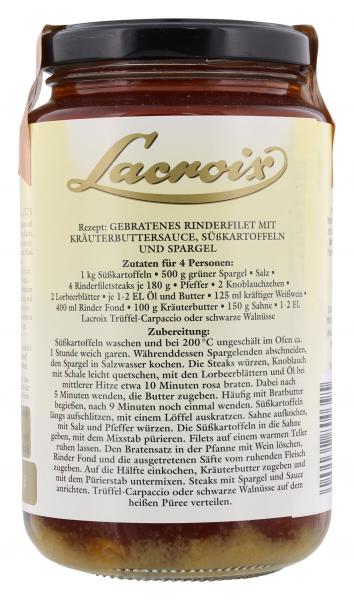 Lacroix
Rezept: GEBRATENES RINDERFILET MIT
KRÄUTERBUTTERSAUCE, SÜßKARTOFFELN
UND SPARGEL
Zutaten für 4 Personen:
1 kg Süßkartoffeln • 500 g grüner Spargel • Salz •
4 Rinderfiletsteaks je 180 g • Pfeffer • 2 Knoblauchzehen •
2 Lorbeerblätter • je 1-2 EL Öl und Butter • 125 ml kräftiger Weißwein •
400 ml Rinder Fond • 100 g Kräuterbutter • 150 g Sahne • 1-2 EL
Lacroix Trüffel-Carpaccio oder schwarze Walnüsse
Zubereitung:
Süßkartoffeln waschen und bei 200 °C ungeschält im Ofen ca.
1 Stunde weich garen. Währenddessen Spargelenden abschneiden,
den Spargel in Salzwasser kochen. Die Steaks würzen, Knoblauch
mit Schale leicht quetschen, mit den Lorbeerblättern und Öl bei
mittlerer Hitze etwa 10 Minuten rosa braten. Dabei nach
5 Minuten wenden, die Butter zugeben. Häufig mit Bratbutter
begießen, nach 9 Minuten noch einmal wenden. Süßkartoffeln
längs aufschlitzen, mit einem Löffel auskratzen. Sahne aufkochen,
mit Salz und Pfeffer würzen. Die Süßkartoffeln in die Sahne
geben, mit dem Mixstab pürieren. Filets auf einem warmen Teller
ruhen lassen. Den Bratensatz in der Pfanne mit Wein löschen,
Rinder Fond und die ausgetretenen Säfte vom ruhenden Fleisch
zugeben. Auf die Hälfte einkochen, Kräuterbutter zugeben und
mit dem Pürierstab untermixen. Steaks mit Spargel und Sauce
anrichten. Trüffel-Carpaccio oder schwarze Walnüsse auf dem
heißen Püree verteilen.